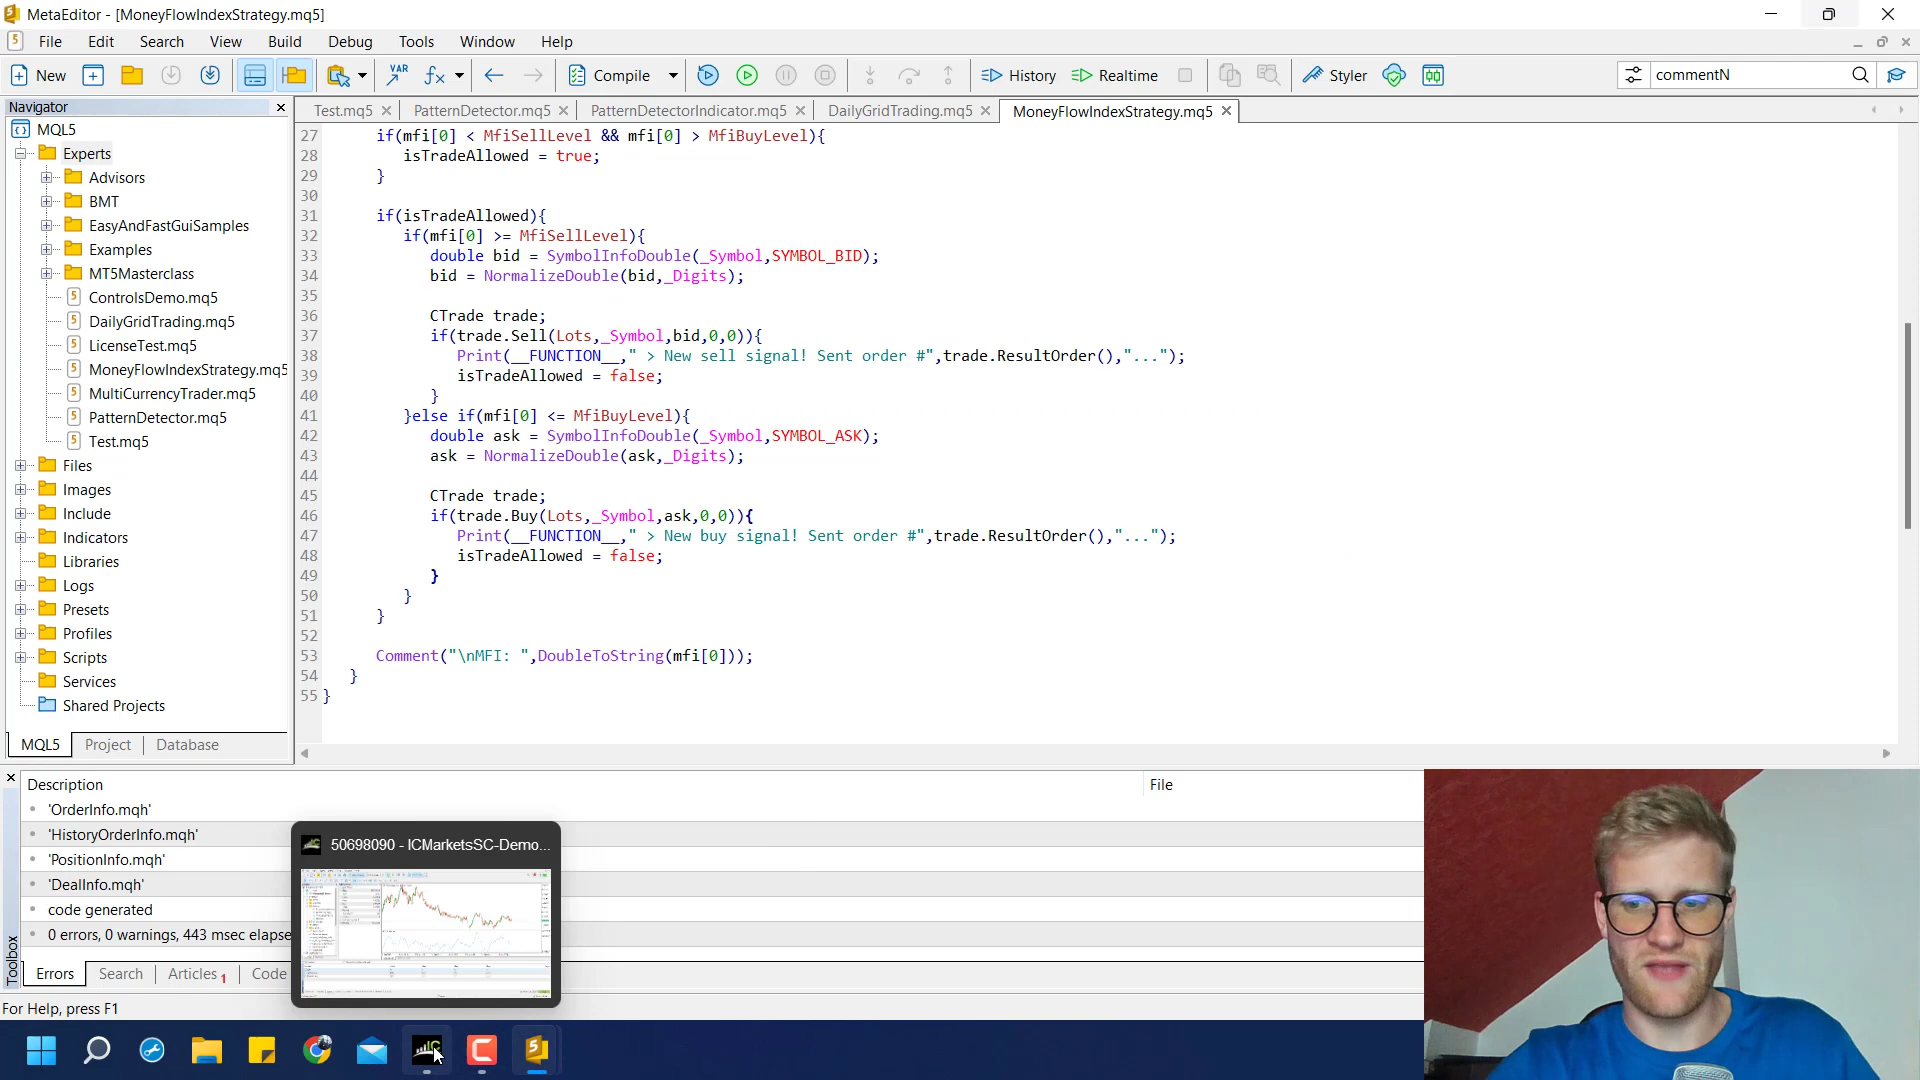 MetaEditor - [MoneyFlowIndexStrategy.mq5]
File Edit Search View Build Debug Tools Window Help
New VAR Compile History Realtime Styler commentN
Navigator
MQL5
Experts
Advisors
BMT
EasyAndFastGuiSamples
Examples
MT5Masterclass
ControlsDemo.mq5
DailyGridTrading.mq5
LicenseTest.mq5
MoneyFlowIndexStrategy.mq5
MultiCurrencyTrader.mq5
PatternDetector.mq5
Test.mq5
Files
Images
Include
Indicators
Libraries
Logs
Presets
Profiles
Scripts
Services
Shared Projects
MQL5 Project Database
Test.mq5 PatternDetector.mq5 PatternDetectorIndicator.mq5 DailyGridTrading.mq5 MoneyFlowIndexStrategy.mq5
27 if(mfi[0] < MfiSellLevel && mfi[0] > MfiBuyLevel){
28 isTradeAllowed = true;
29 }
30
31 if(isTradeAllowed){
32 if(mfi[0] >= MfiSellLevel){
33 double bid = SymbolInfoDouble(_Symbol,SYMBOL_BID);
34 bid = NormalizeDouble(bid,_Digits);
35
36 CTrade trade;
37 if(trade.Sell(Lots,_Symbol,bid,0,0)){
38 Print(__FUNCTION__," > New sell signal! Sent order #",trade.ResultOrder(),"...");
39 isTradeAllowed = false;
40 }
41 }else if(mfi[0] <= MfiBuyLevel){
42 double ask = SymbolInfoDouble(_Symbol,SYMBOL_ASK);
43 ask = NormalizeDouble(ask,_Digits);
44
45 CTrade trade;
46 if(trade.Buy(Lots,_Symbol,ask,0,0)){
47 Print(__FUNCTION__," > New buy signal! Sent order #",trade.ResultOrder(),"...");
48 isTradeAllowed = false;
49 }
50 }
51 }
52
53 Comment("\nMFI: ",DoubleToString(mfi[0]));
54 }
55 }
Description File
'OrderInfo.mqh'
'HistoryOrderInfo.mqh'
'PositionInfo.mqh'
'DealInfo.mqh'
code generated
0 errors, 0 warnings, 443 msec elapse
50698090 - ICMarketsSC-Demo...
Toolbox
Errors Search Articles 1 Code
For Help, press F1